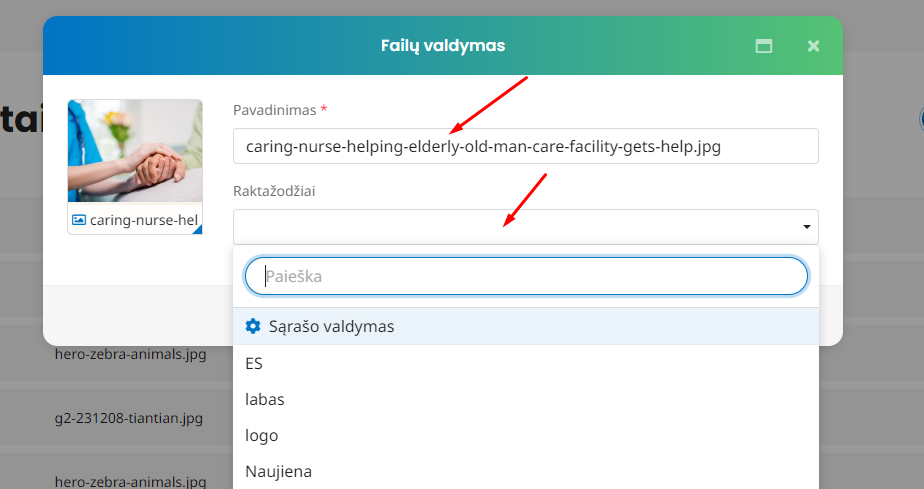 Failų valdymas
tai
Pavadinimas *
caring-nurse-helping-elderly-old-man-care-facility-gets-help.jpg
caring-nurse-hel
Raktažodžiai
Paieška
Sąrašo valdymas
ES
labas
logo
Naujiena
hero-zebra-animals.jpg
g2-231208-tiantian.jpg
hero-zebra-animals.jpg